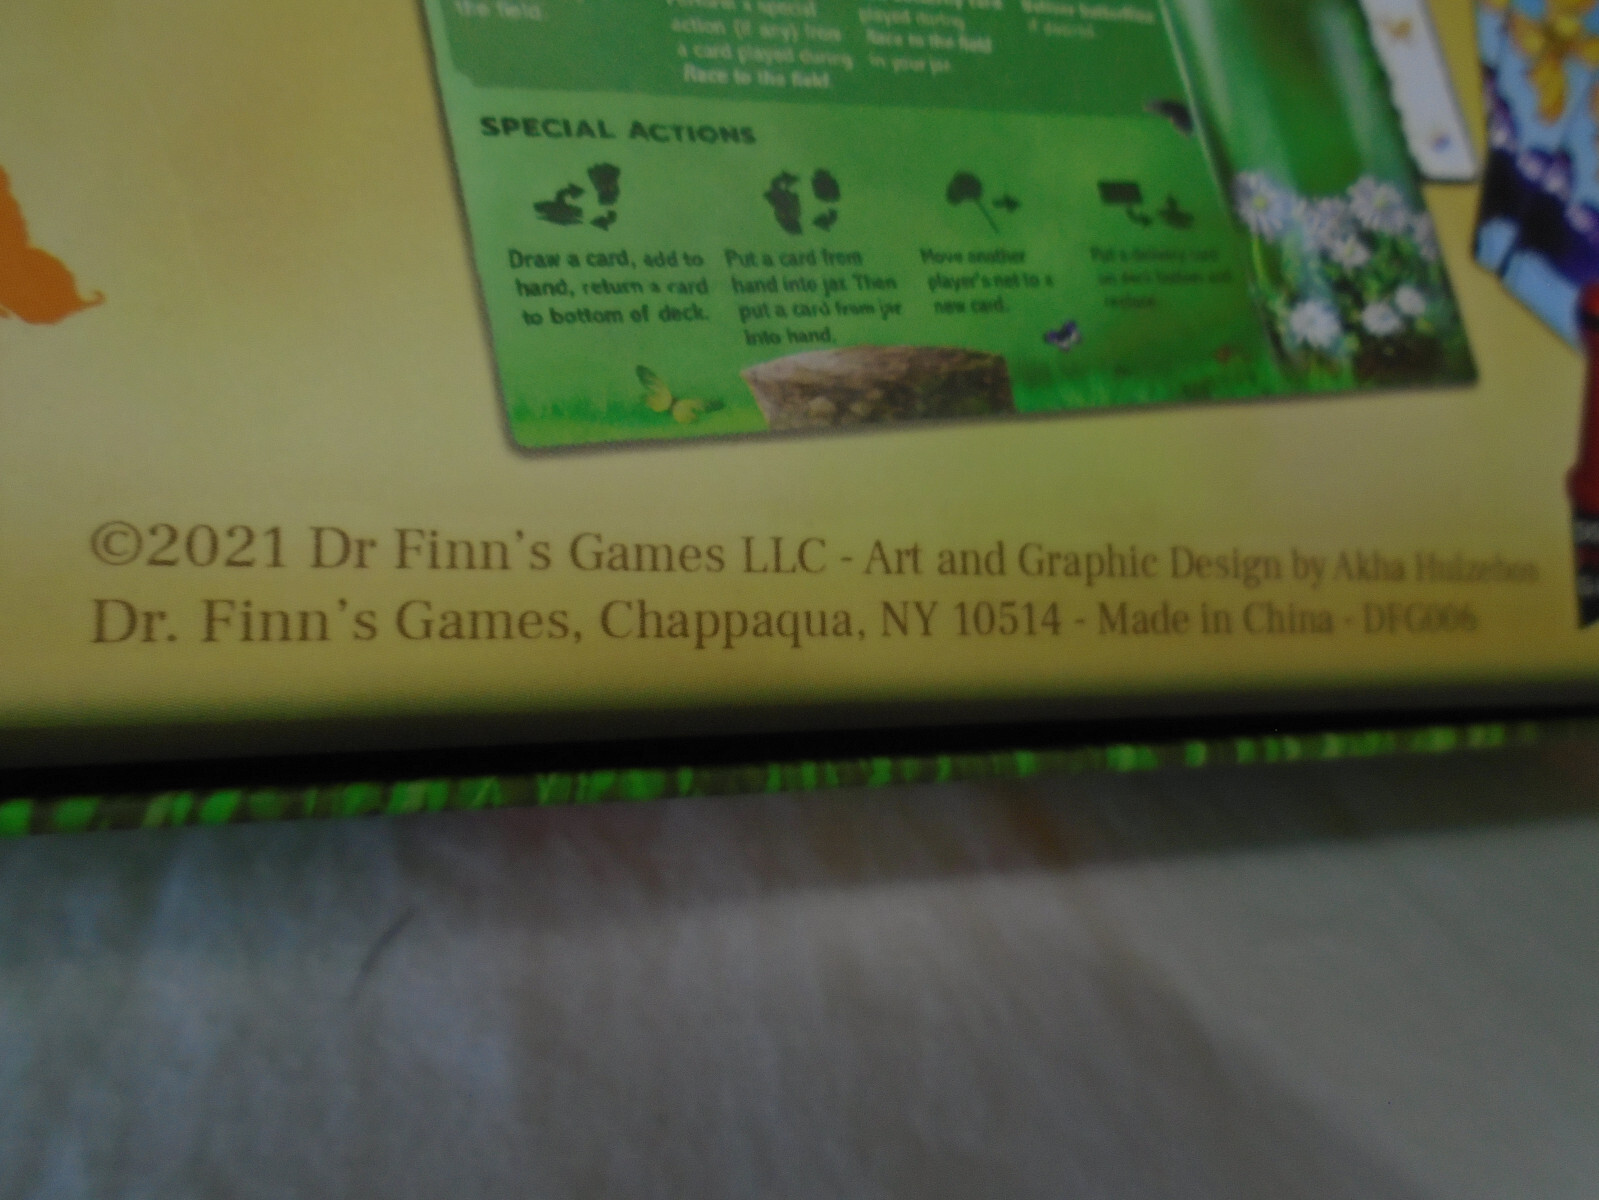 the field.
action (if any) from
a card played during
Race to the field.
played during
Race to the field
in your jar.
SPECIAL ACTIONS
Draw a card, add to
hand, return a card
to bottom of deck.
Put a card from
hand into jar. Then
put a card from jar
into hand.
Move another
player's net to a
new card.
©2021 Dr Finn's Games LLC - Art and Graphic Design by Akha Hulzebos
Dr. Finn's Games, Chappaqua, NY 10514 - Made in China - DFG006